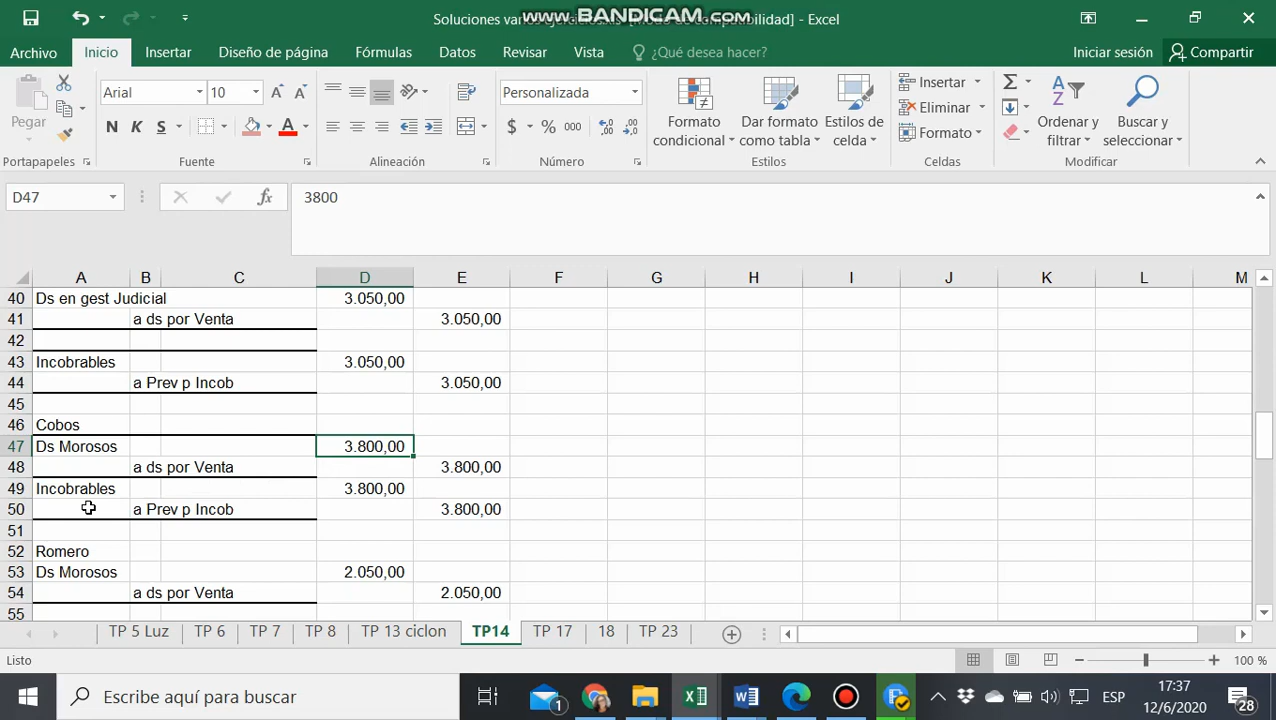 Soluciones varios
www.BANDICAM.com
Modo de compatibilidad] - Excel
Archivo Inicio Insertar Diseño de página Fórmulas Datos Revisar Vista ¿Qué desea hacer? Iniciar sesión Compartir
Pegar
Arial 10
N K S
Personalizada
$ % 000
Formato condicional
Dar formato como tabla
Estilos de celda
Insertar
Eliminar
Formato
Ordenar y filtrar
Buscar y seleccionar
Portapapeles Fuente Alineación Número Estilos Celdas Modificar
D47 fx 3800
A B C D E F G H I J K L M
40 Ds en gest Judicial 3.050,00
41 a ds por Venta 3.050,00
42
43 Incobrables 3.050,00
44 a Prev p Incob 3.050,00
45
46 Cobos
47 Ds Morosos 3.800,00
48 a ds por Venta 3.800,00
49 Incobrables 3.800,00
50 a Prev p Incob 3.800,00
51
52 Romero
53 Ds Morosos 2.050,00
54 a ds por Venta 2.050,00
55
TP 5 Luz TP 6 TP 7 TP 8 TP 13 ciclon TP14 TP 17 18 TP 23
Listo 100 %
Escribe aquí para buscar
1
ESP
17:37
12/6/2020
28